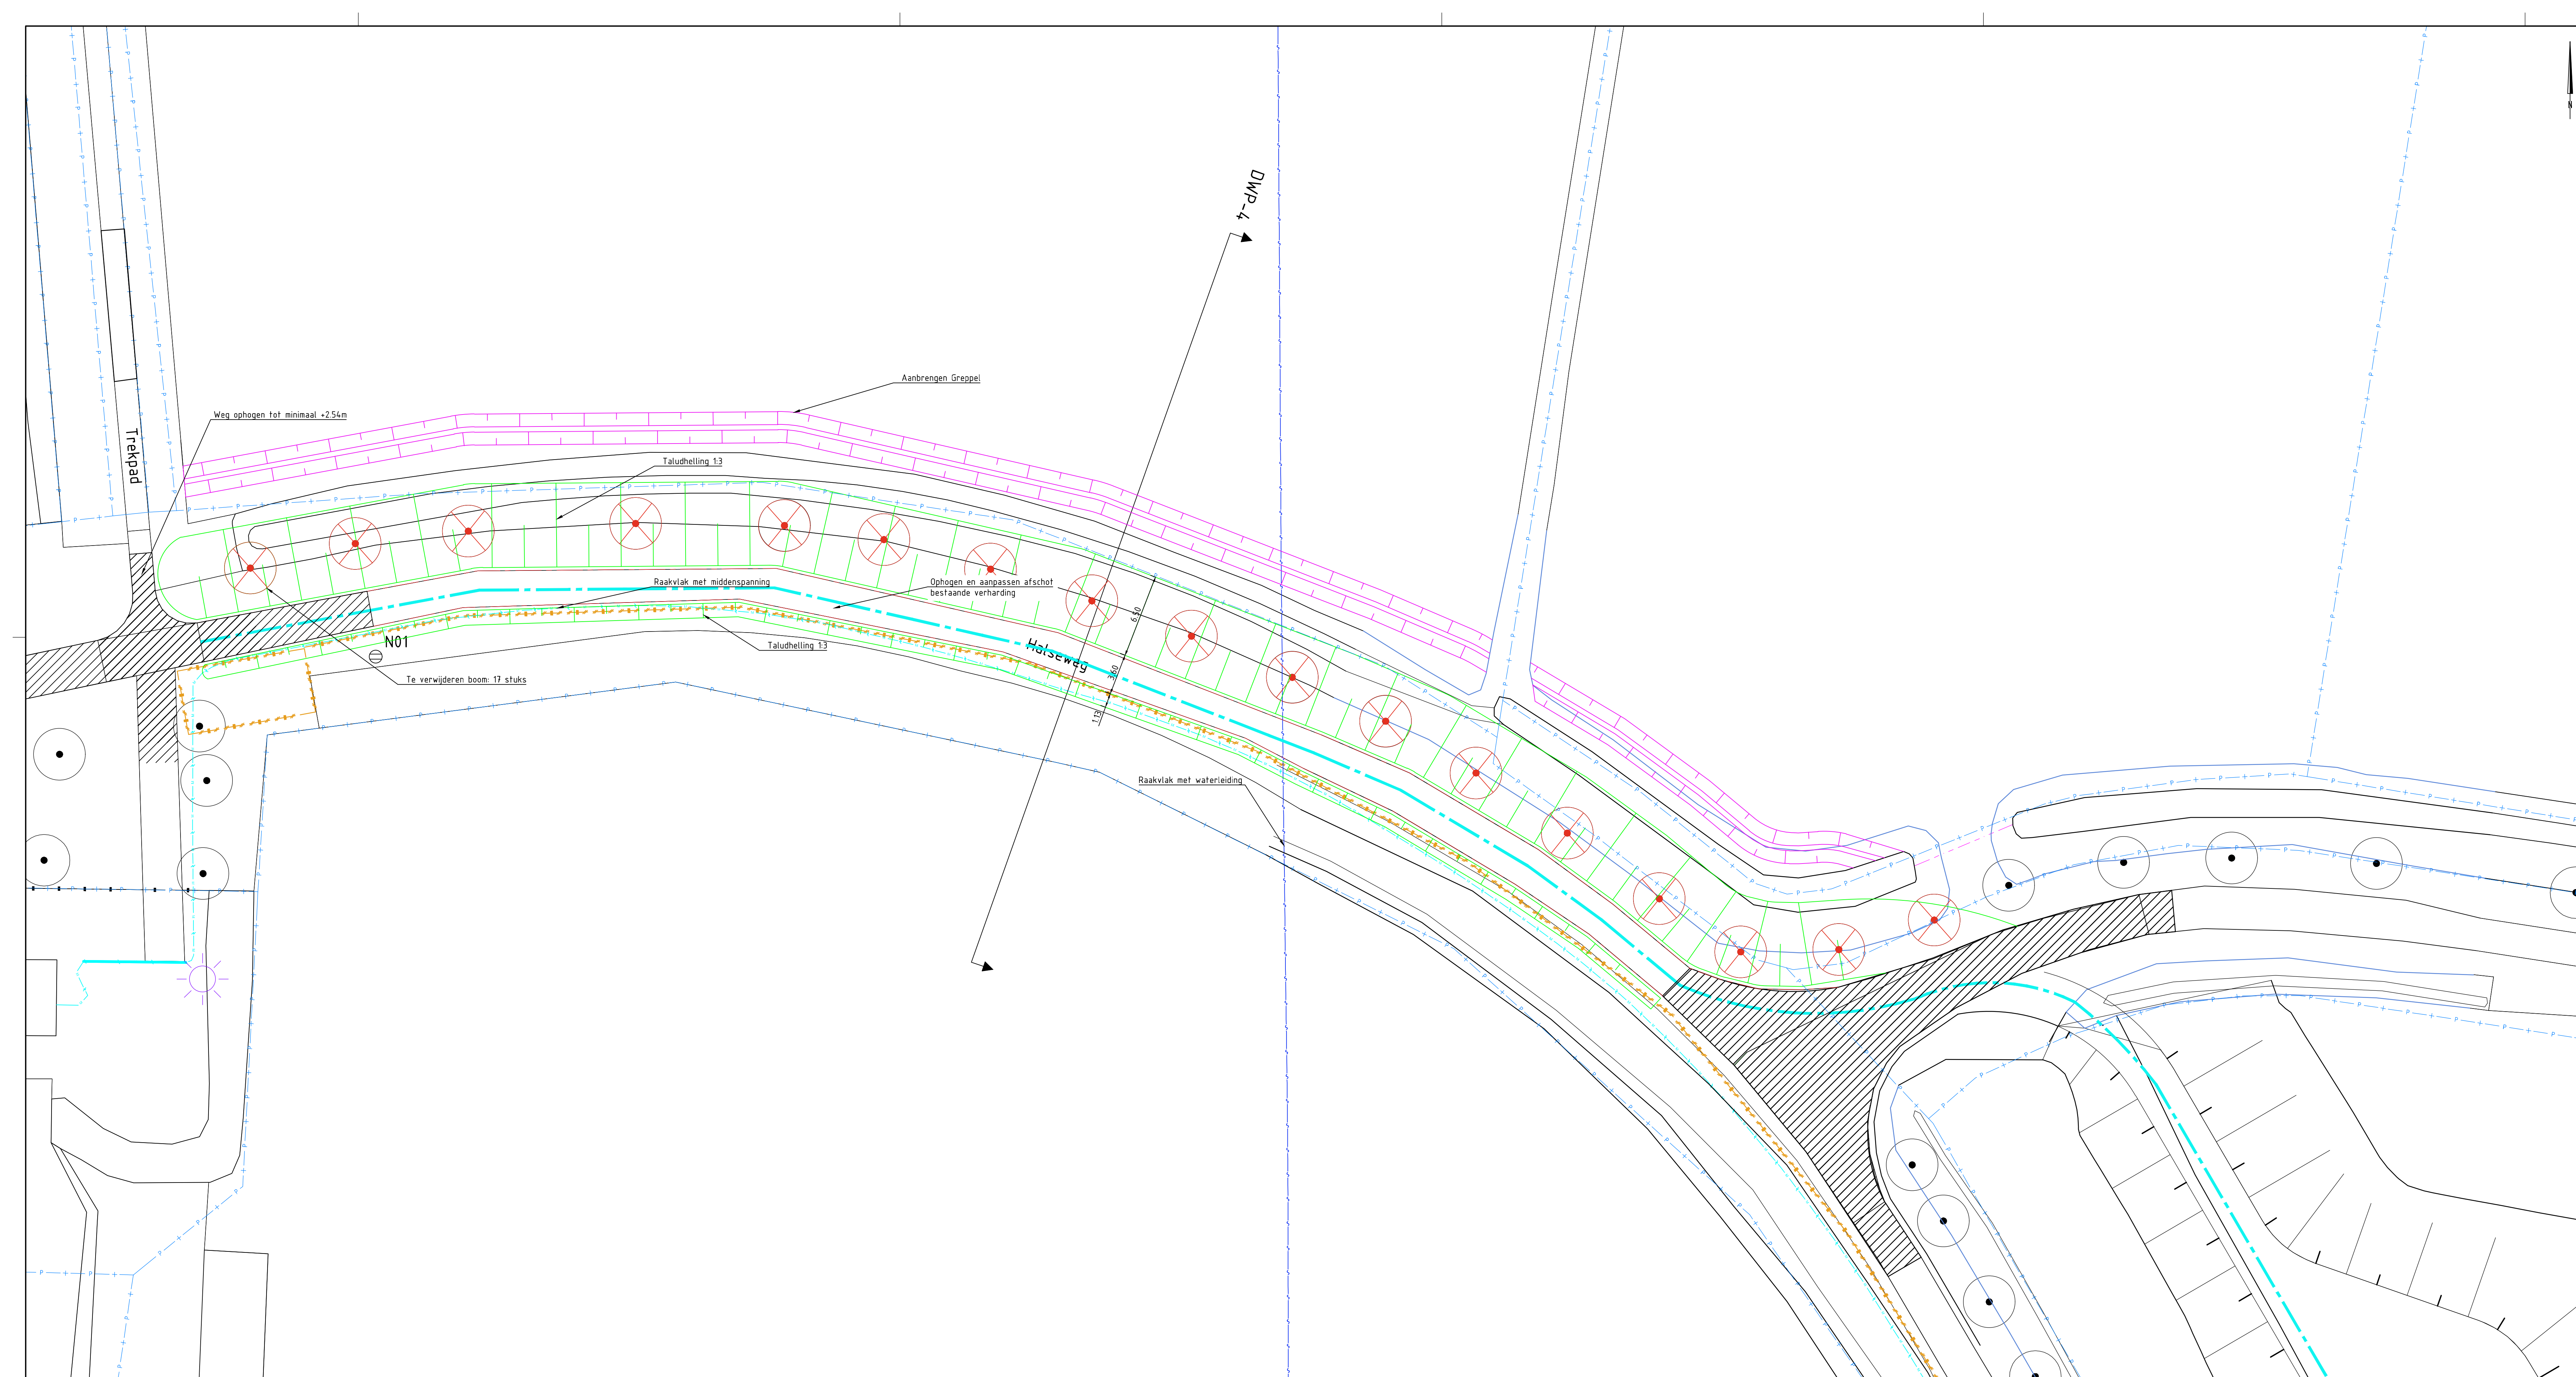 N
DWP-4
Aanbrengen Greppel
Weg ophogen tot minimaal +2.54m
Trekpad
Taludhelling 1:3
Raakvlak met middenspanning
Ophogen en aanpassen afschot
bestaande verharding
6.50
N01
Halseweg
3.60
Taludhelling 1:3
Te verwijderen boom: 17 stuks
1.13
Raakvlak met waterleiding